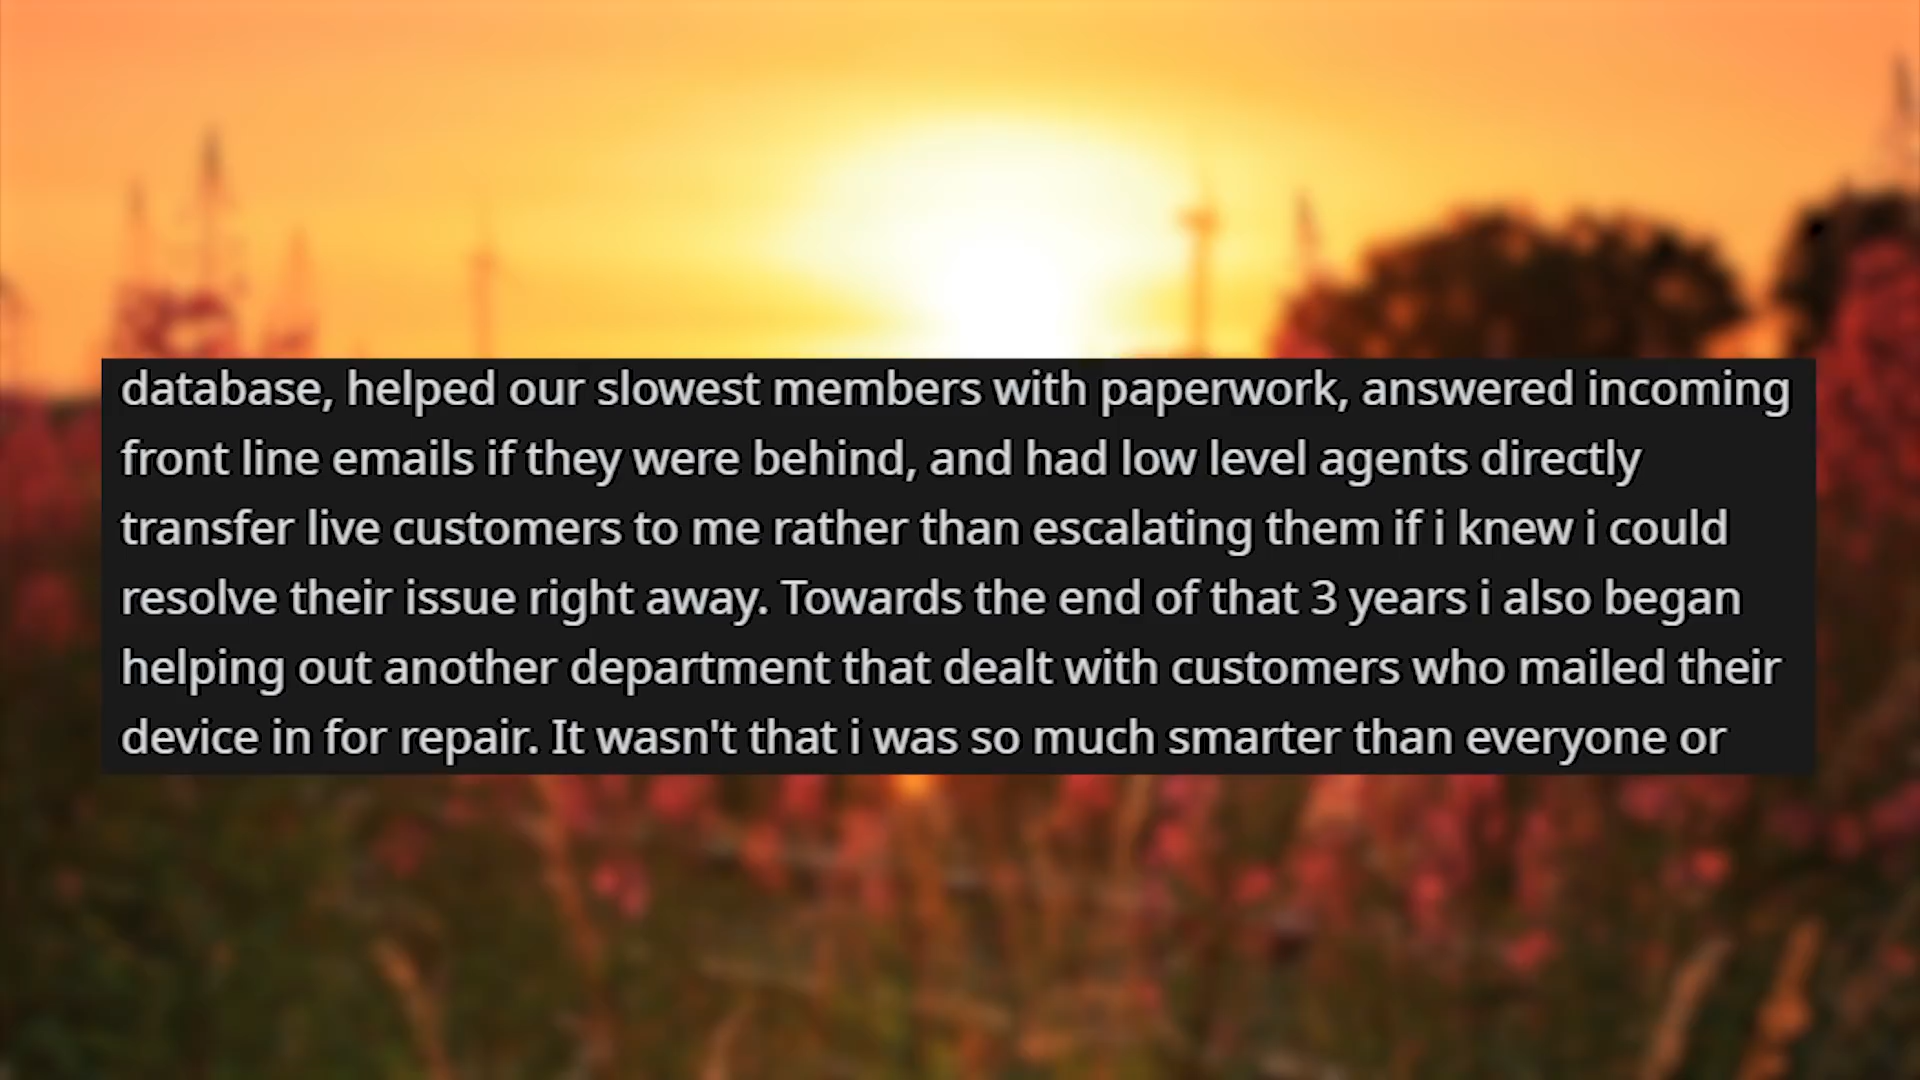 database, helped our slowest members with paperwork, answered incoming
front line emails if they were behind, and had low level agents directly
transfer live customers to me rather than escalating them if i knew i could
resolve their issue right away. Towards the end of that 3 years i also began
helping out another department that dealt with customers who mailed their
device in for repair. It wasn't that i was so much smarter than everyone or